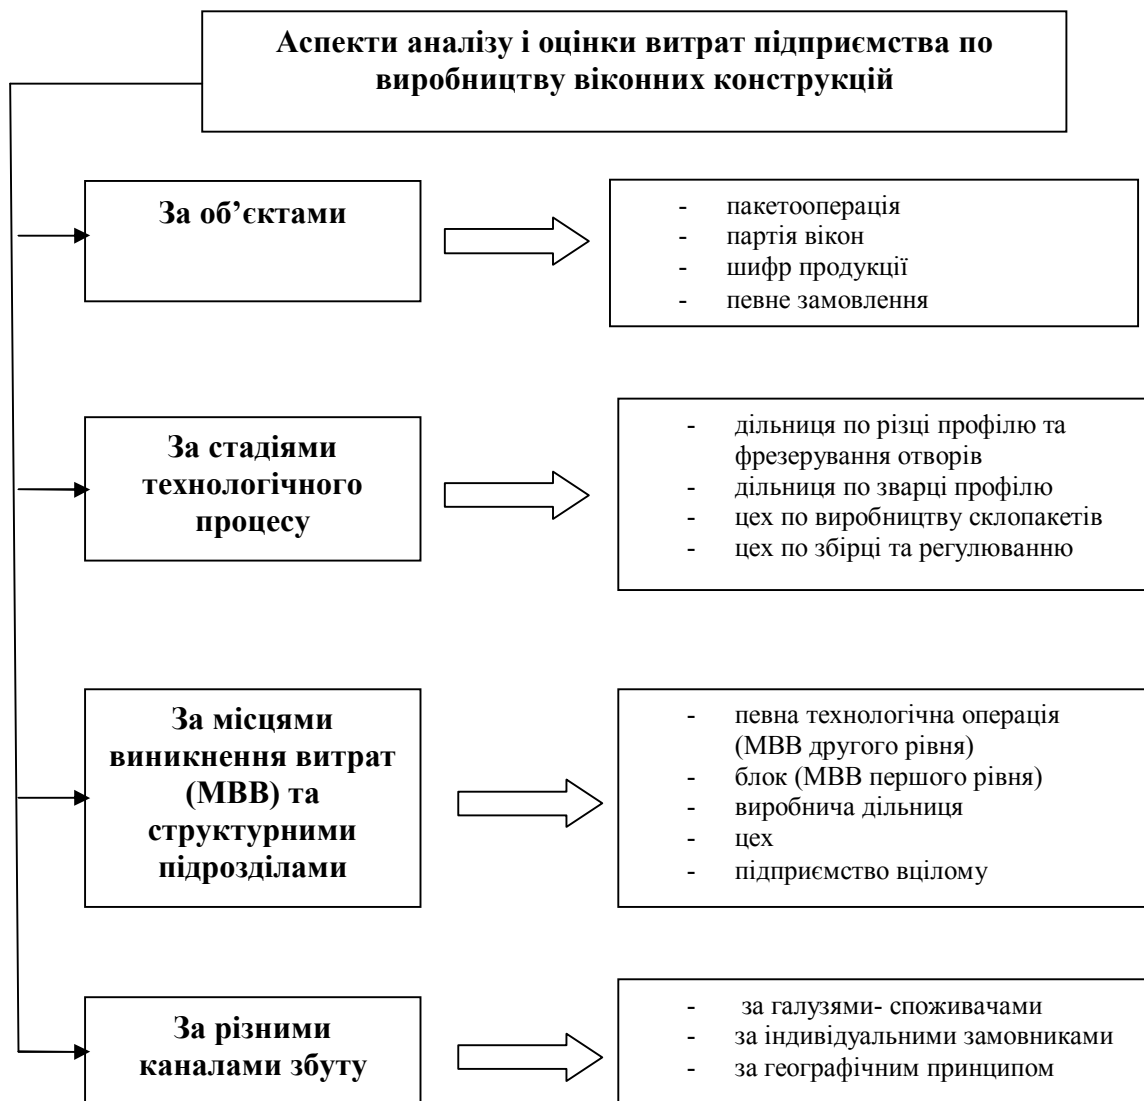 Аспекти аналізу і оцінки витрат підприємства по
виробництву віконних конструкцій
За об’єктами
- пакетооперація
- партія вікон
- шифр продукції
- певне замовлення
За стадіями
технологічного
процесу
- дільниця по різці профілю та
фрезерування отворів
- дільниця по зварці профілю
- цех по виробництву склопакетів
- цех по збірці та регулюванню
За місцями
виникнення витрат
(МВВ) та
структурними
підрозділами
- певна технологічна операція
(МВВ другого рівня)
- блок (МВВ першого рівня)
- виробнича дільниця
- цех
- підприємство вцілому
За різними
каналами збуту
- за галузями- споживачами
- за індивідуальними замовниками
- за географічним принципом